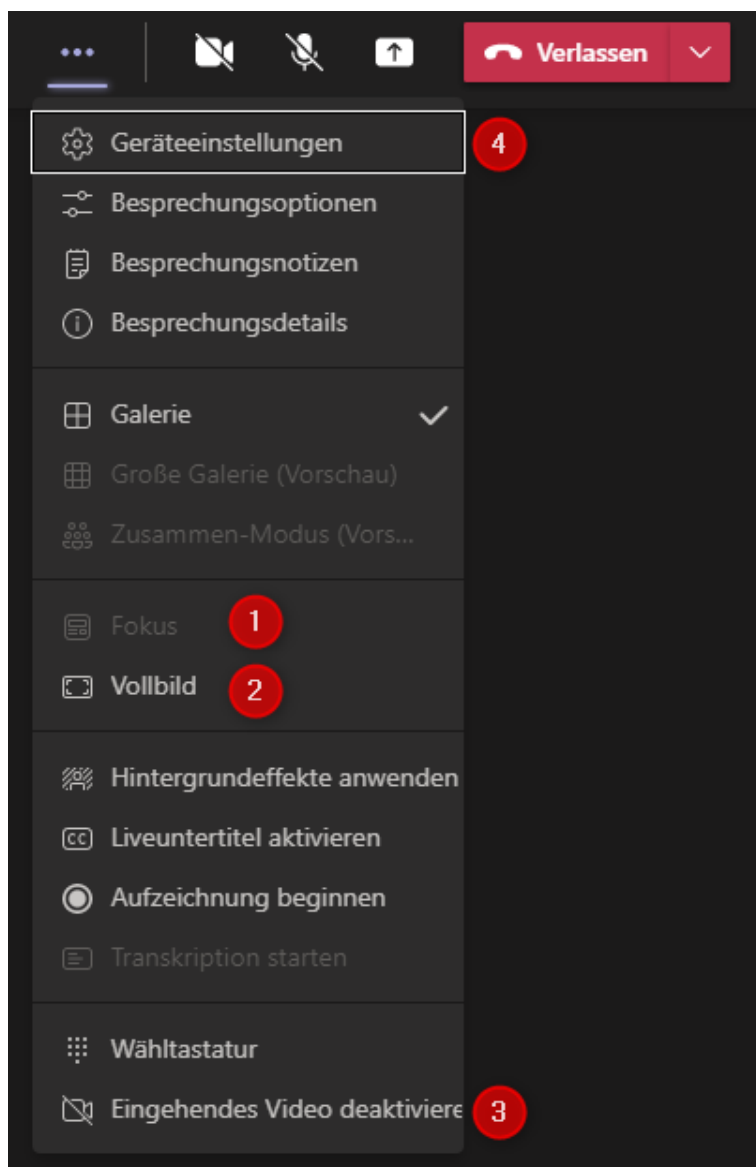 Verlassen
Geräteeinstellungen 4
Besprechungsoptionen
Besprechungsnotizen
Besprechungsdetails
Galerie
Große Galerie (Vorschau)
Zusammen-Modus (Vors...
Fokus 1
Vollbild 2
Hintergrundeffekte anwenden
CC Liveuntertitel aktivieren
Aufzeichnung beginnen
Transkription starten
Wähltastatur
Eingehendes Video deaktiviere 3